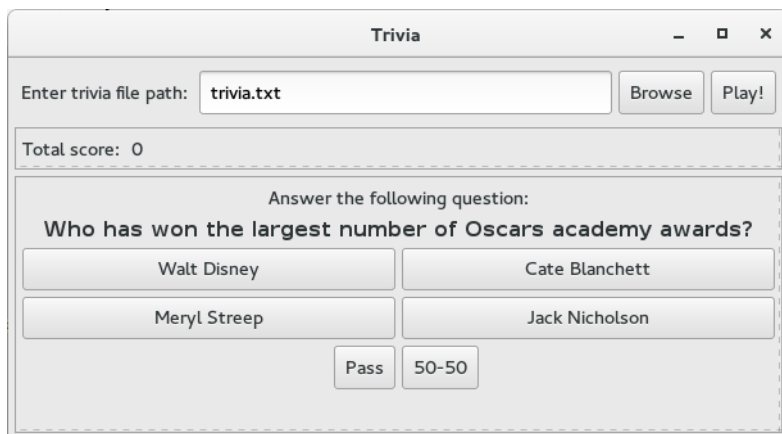 Trivia
Enter trivia file path: trivia.txt Browse Play!
Total score: 0
Answer the following question:
Who has won the largest number of Oscars academy awards?
Walt Disney Cate Blanchett
Meryl Streep Jack Nicholson
Pass 50-50